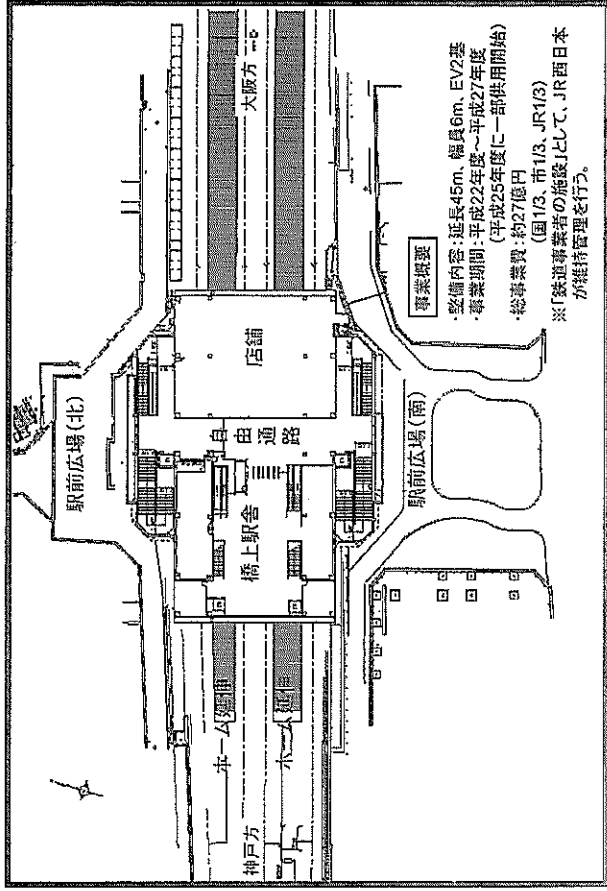 駅前広場(北)
大阪方
店舗
自由通路
橋上駅舎
ホーム延伸
ホーム延伸
神戸方
駅前広場(南)
事業概要
・整備内容:延長45m、幅員6m、EV2基
・事業期間:平成22年度～平成27年度
(平成25年度に一部供用開始)
・総事業費:約27億円
(国1/3、市1/3、JR1/3)
※「鉄道事業者の施設」として、JR西日本
が維持管理を行う。